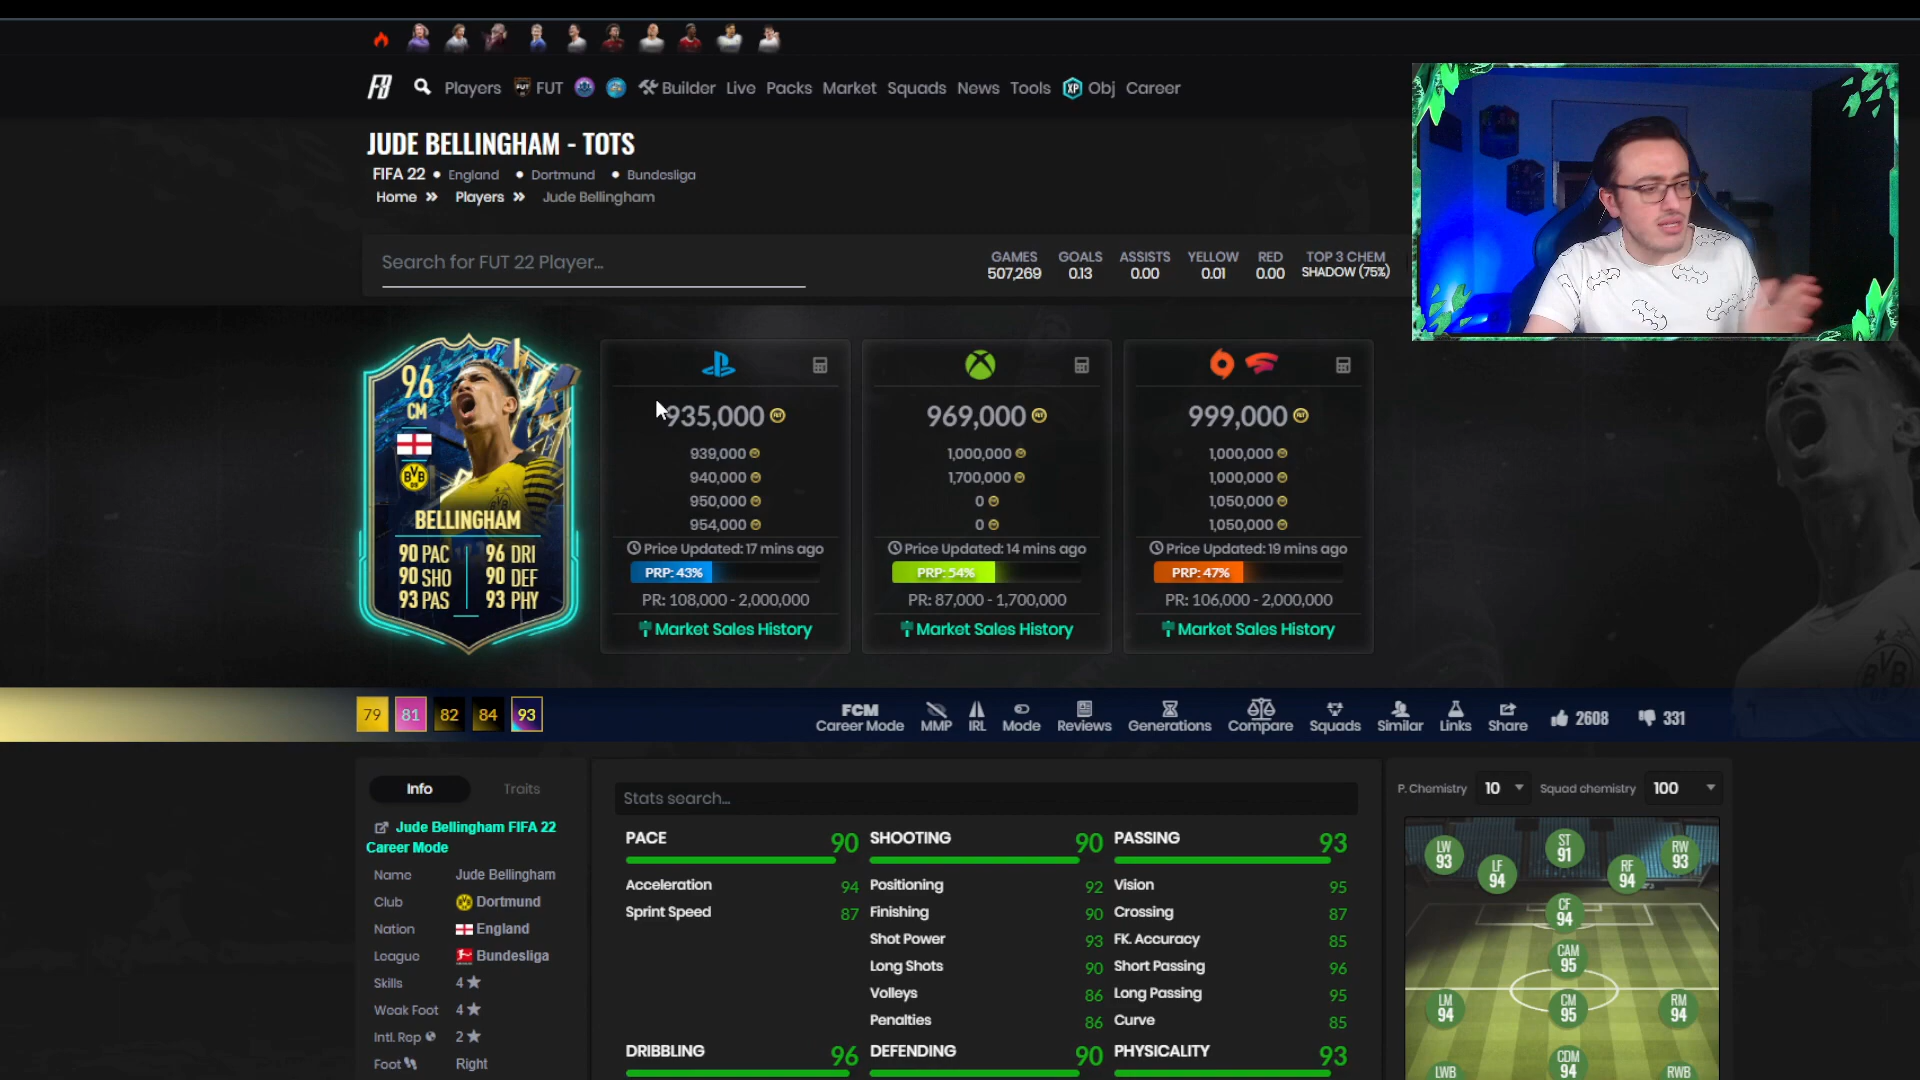 FB Players FUT Builder Live Packs Market Squads News Tools XP Obj Career
JUDE BELLINGHAM - TOTS
FIFA 22 • England • Dortmund • Bundesliga
Home » Players » Jude Bellingham
Search for FUT 22 Player...
GAMES GOALS ASSISTS YELLOW RED TOP 3 CHEM
507,269 0.13 0.00 0.01 0.00 SHADOW (75%)
96
CM
BVB
09
BELLINGHAM
90 PAC 96 DRI
90 SHO 90 DEF
93 PAS 93 PHY
935,000
939,000
940,000
950,000
954,000
Price Updated: 17 mins ago
PRP: 43%
PR: 108,000 - 2,000,000
Market Sales History
969,000
1,000,000
1,700,000
0
0
Price Updated: 14 mins ago
PRP: 54%
PR: 87,000 - 1,700,000
Market Sales History
999,000
1,000,000
1,000,000
1,050,000
1,050,000
Price Updated: 19 mins ago
PRP: 47%
PR: 106,000 - 2,000,000
Market Sales History
79 81 82 84 93
FCM
Career Mode MMP IRL Mode Reviews Generations Compare Squads Similar Links Share 2608 331
Info Traits
Jude Bellingham FIFA 22
Career Mode
Name Jude Bellingham
Club Dortmund
Nation England
League Bundesliga
Skills 4
Weak Foot 4
Intl. Rep 2
Foot Right
Stats search...
PACE 90
Acceleration 94
Sprint Speed 87
SHOOTING 90
Positioning 92
Finishing 90
Shot Power 93
Long Shots 90
Volleys 86
Penalties 86
PASSING 93
Vision 95
Crossing 87
FK. Accuracy 85
Short Passing 96
Long Passing 95
Curve 85
DRIBBLING 96
DEFENDING 90
PHYSICALITY 93
P. Chemistry 10 Squad chemistry 100
LW
93
ST
91
RW
93
LF
94
RF
94
CF
94
CAM
95
LM
94
CM
95
RM
94
CDM
94
LWB
RWB